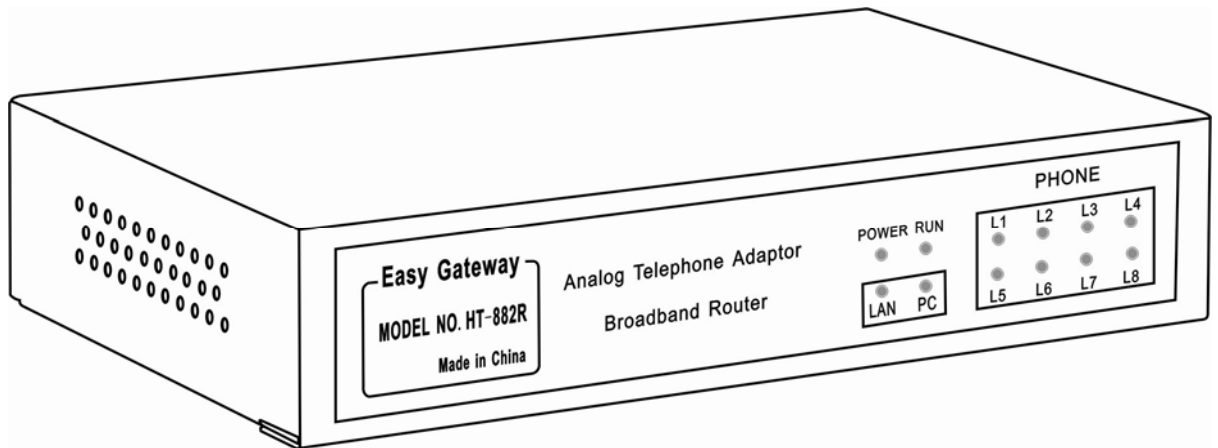 Easy Gateway
MODEL NO. HT-882R
Made in China
Analog Telephone Adaptor
Broadband Router
POWER RUN
LAN PC
PHONE
L1 L2 L3 L4
L5 L6 L7 L8